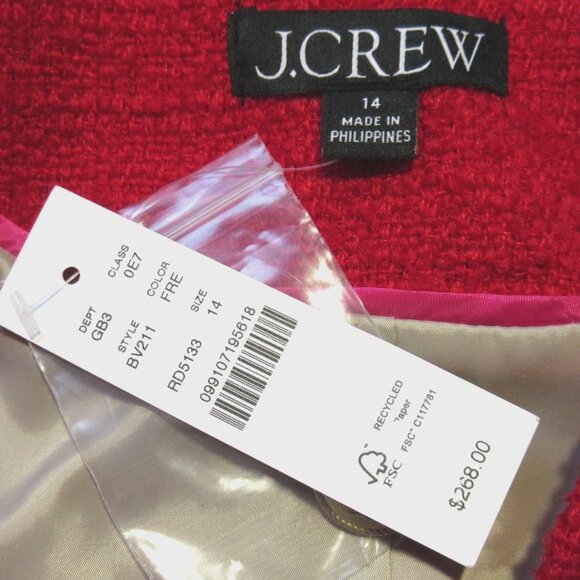 J.CREW
14
MADE IN
PHILIPPINES
DEPT
GB3
CLASS
0E7
STYLE
BV211
COLOR
FRE
RD5133
SIZE
14
099107195618
RECYCLED
Paper
FSC™ C117781
FSC
$268.00